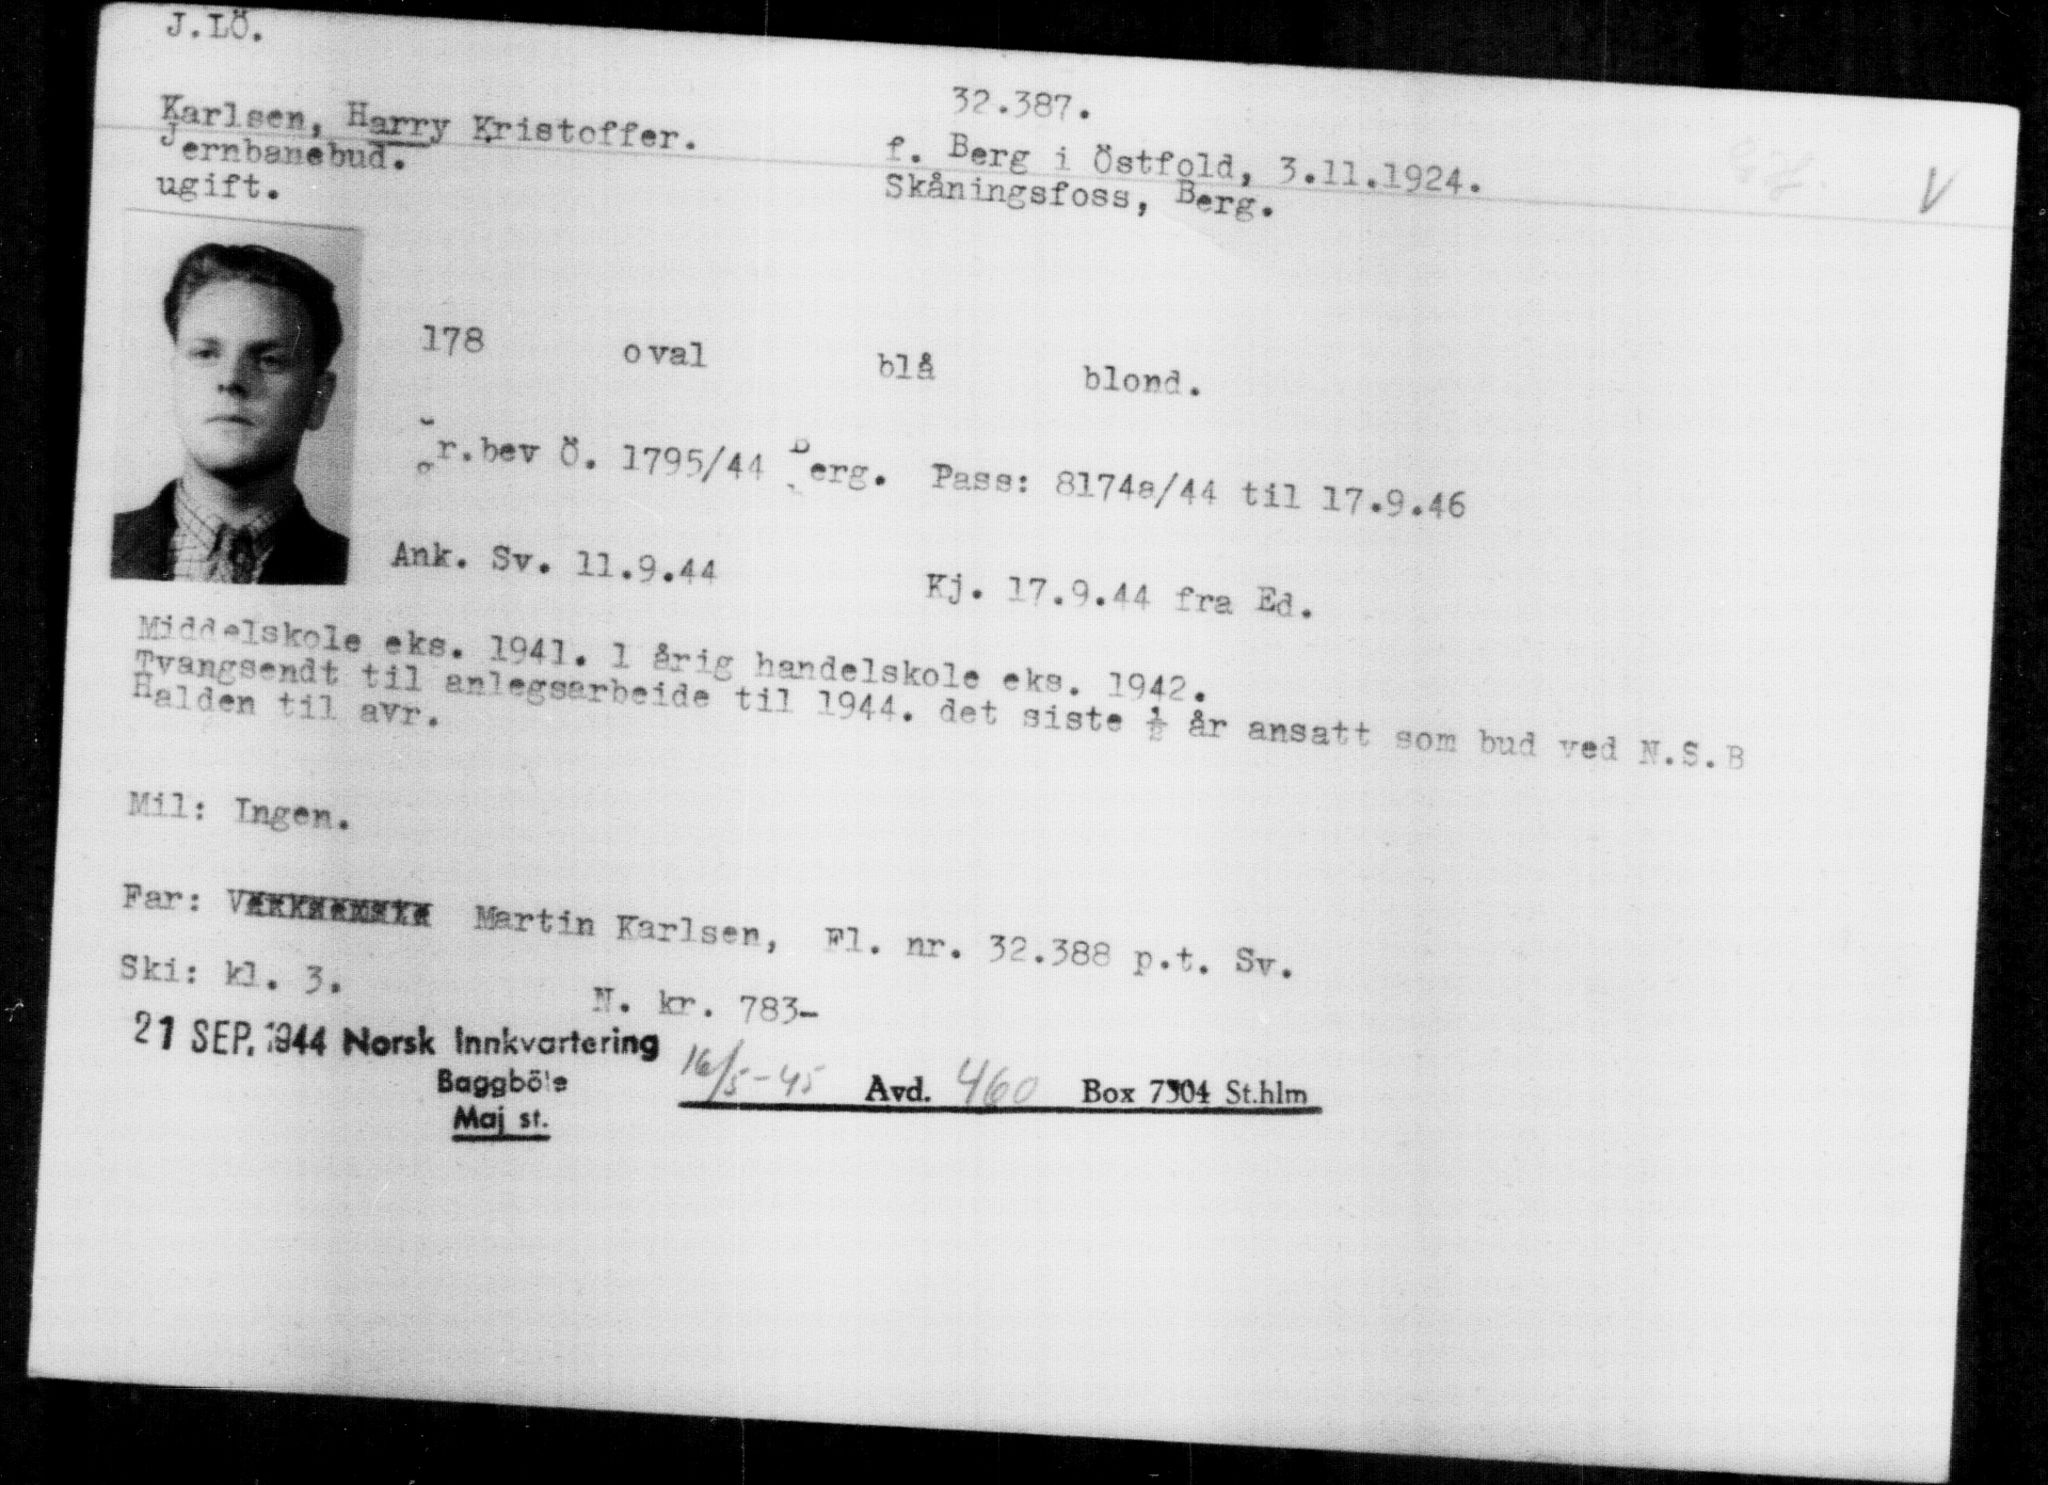 J.LÖ.
32.387.
Karlsen, Harry Kristoffer.
f. Berg i Östfold, 3.11.1924.
V
Jernbanebud.
Skåningsfoss, Berg.
ugift.
178 oval blå blond.
Gr.bev Ö. 1795/44 Berg. Pass: 8174a/44 til 17.9.46
Ank. Sv. 11.9.44 Kj. 17.9.44 fra Ed.
Middelskole eks. 1941. 1 årig handelskole eks. 1942.
Tvangsendt til anlegsarbeide til 1944. det siste ½ år ansatt som bud ved N.S.B
Halden til avr.
Mil: Ingen.
Far: Martin Karlsen, Fl. nr. 32.388 p.t. Sv.
Ski: kl. 3. N. kr. 783-
21 SEP. 1944 Norsk Innkvartering
Baggböle
Maj st.
16/5-45 Avd. 460 Box 7304 St.hlm